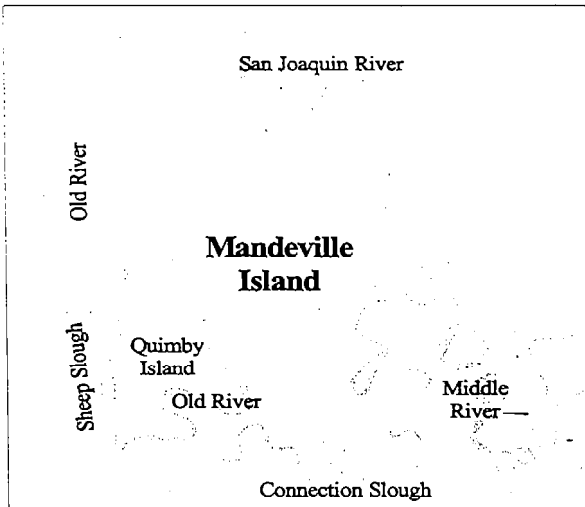 San Joaquin River
Old River
Mandeville
Island
Sheep Slough
Quimby
Island
Old River
Middle
River
Connection Slough